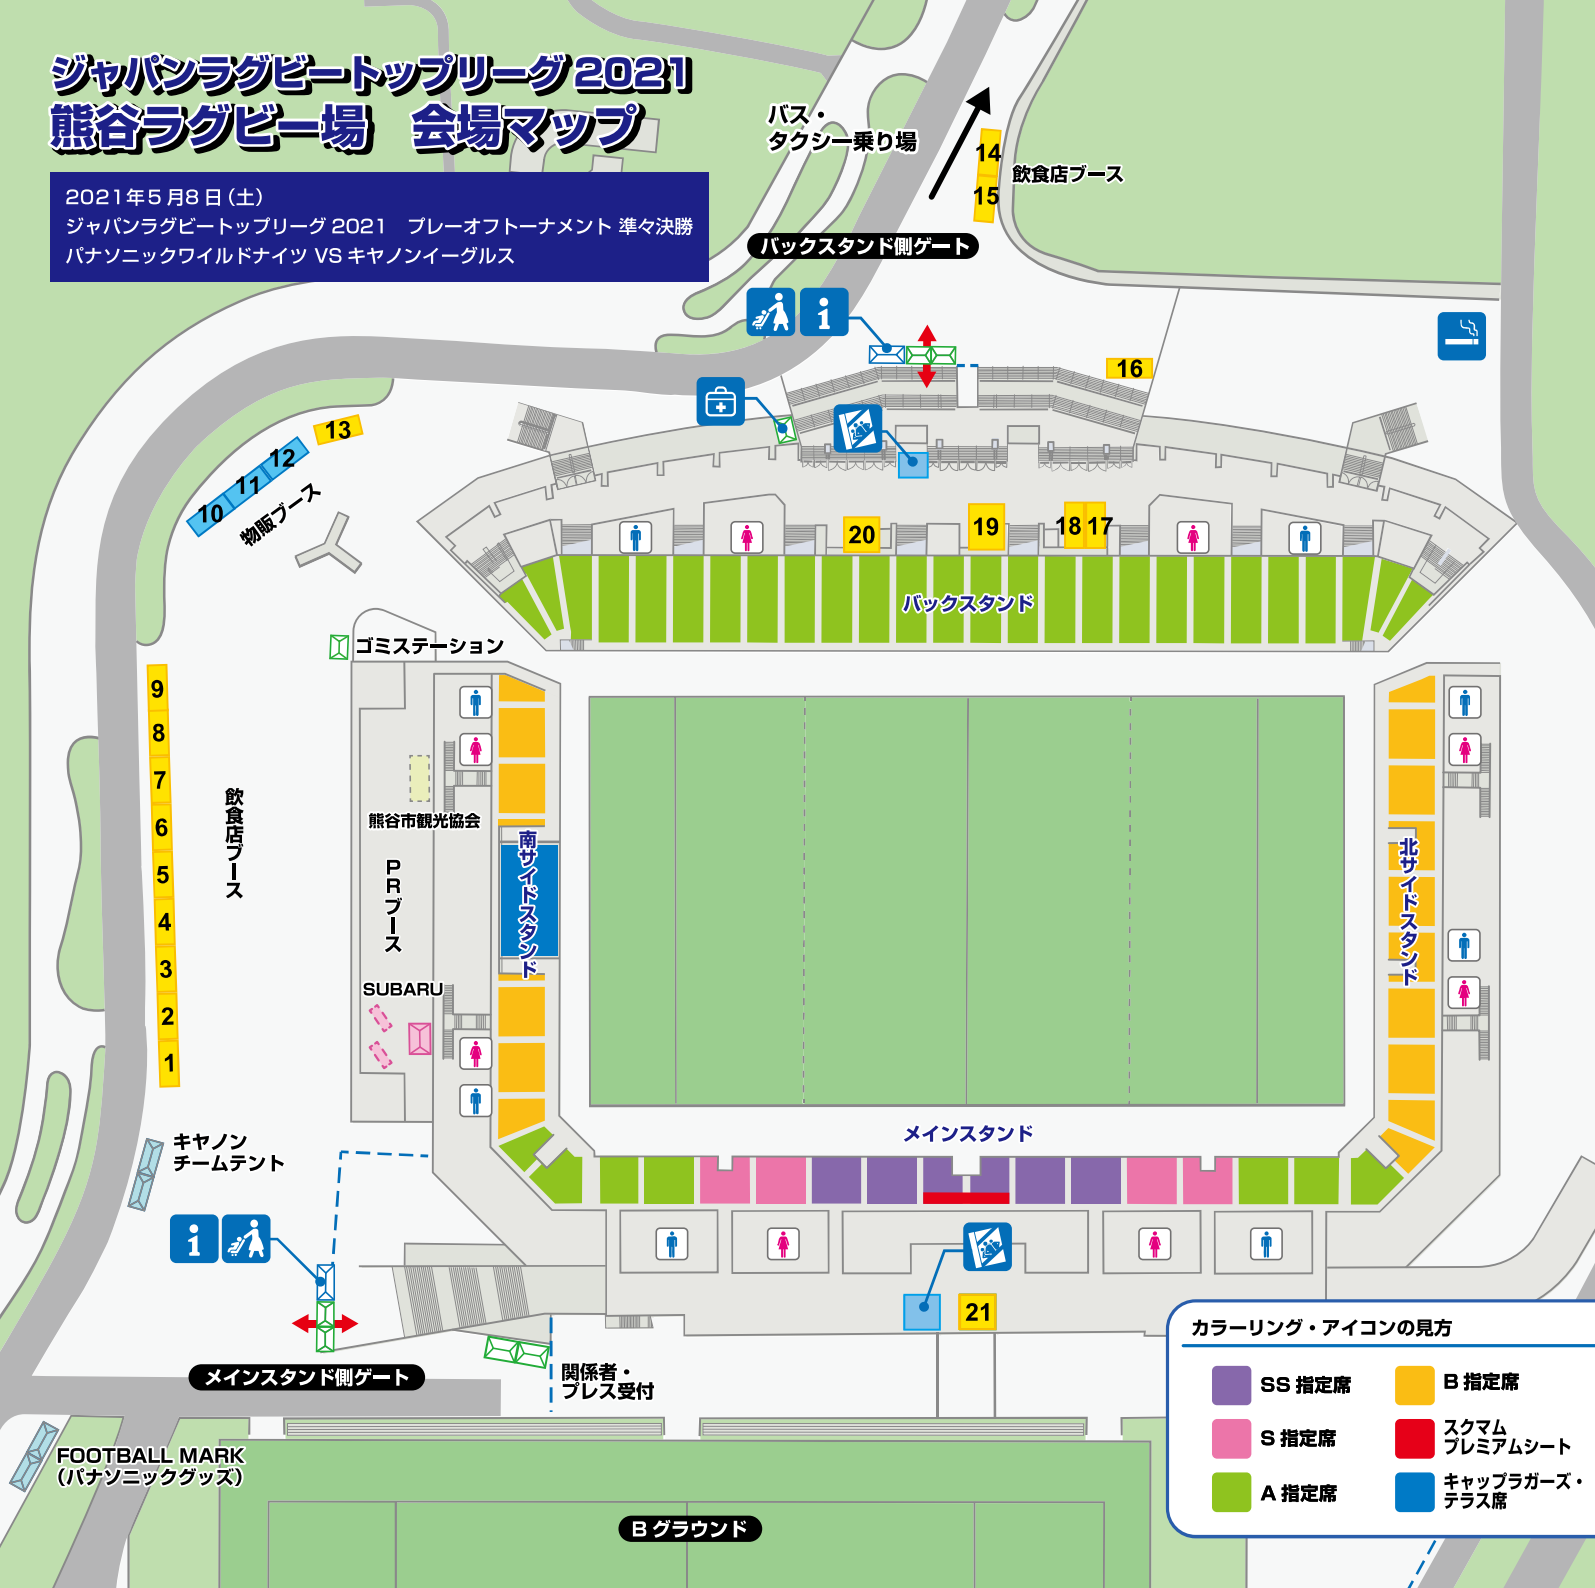 ジャパンラグビートップリーグ2021
熊谷ラグビー場　会場マップ
2021年5月8日（土）
ジャパンラグビートップリーグ2021　プレーオフトーナメント 準々決勝
パナソニックワイルドナイツ VS キヤノンイーグルス
バス・
タクシー乗り場
14
15
飲食店ブース
バックスタンド側ゲート
i
16
13
12
11
10
物販ブース
20
19
18
17
バックスタンド
ゴミステーション
9
8
7
6
5
4
3
2
1
飲食店ブース
熊谷市観光協会
PRブース
SUBARU
南サイドスタンド
北サイドスタンド
メインスタンド
キヤノン
チームテント
i
21
メインスタンド側ゲート
関係者・
プレス受付
FOOTBALL MARK
（パナソニックグッズ）
Bグラウンド
カラーリング・アイコンの見方
SS 指定席
S 指定席
A 指定席
B 指定席
スクマム
プレミアムシート
キャップラガーズ・
テラス席